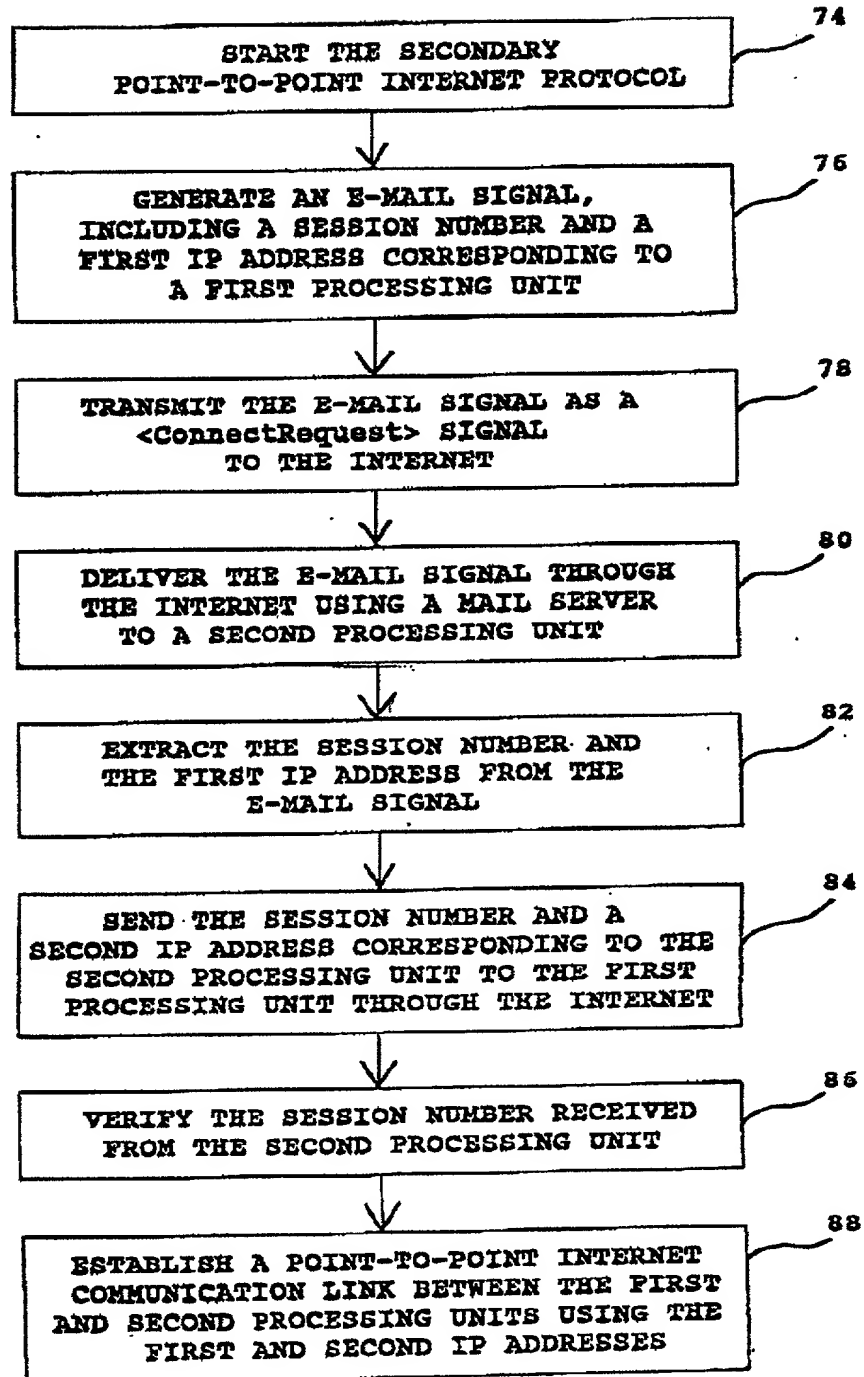 74
START THE SECONDARY
POINT-TO-POINT INTERNET PROTOCOL
76
GENERATE AN E-MAIL SIGNAL,
INCLUDING A SESSION NUMBER AND A
FIRST IP ADDRESS CORRESPONDING TO
A FIRST PROCESSING UNIT
78
TRANSMIT THE E-MAIL SIGNAL AS A
<ConnectRequest> SIGNAL
TO THE INTERNET
80
DELIVER THE E-MAIL SIGNAL THROUGH
THE INTERNET USING A MAIL SERVER
TO A SECOND PROCESSING UNIT
82
EXTRACT THE SESSION NUMBER AND
THE FIRST IP ADDRESS FROM THE
E-MAIL SIGNAL
84
SEND THE SESSION NUMBER AND A
SECOND IP ADDRESS CORRESPONDING TO THE
SECOND PROCESSING UNIT TO THE FIRST
PROCESSING UNIT THROUGH THE INTERNET
86
VERIFY THE SESSION NUMBER RECEIVED
FROM THE SECOND PROCESSING UNIT
88
ESTABLISH A POINT-TO-POINT INTERNET
COMMUNICATION LINK BETWEEN THE FIRST
AND SECOND PROCESSING UNITS USING THE
FIRST AND SECOND IP ADDRESSES